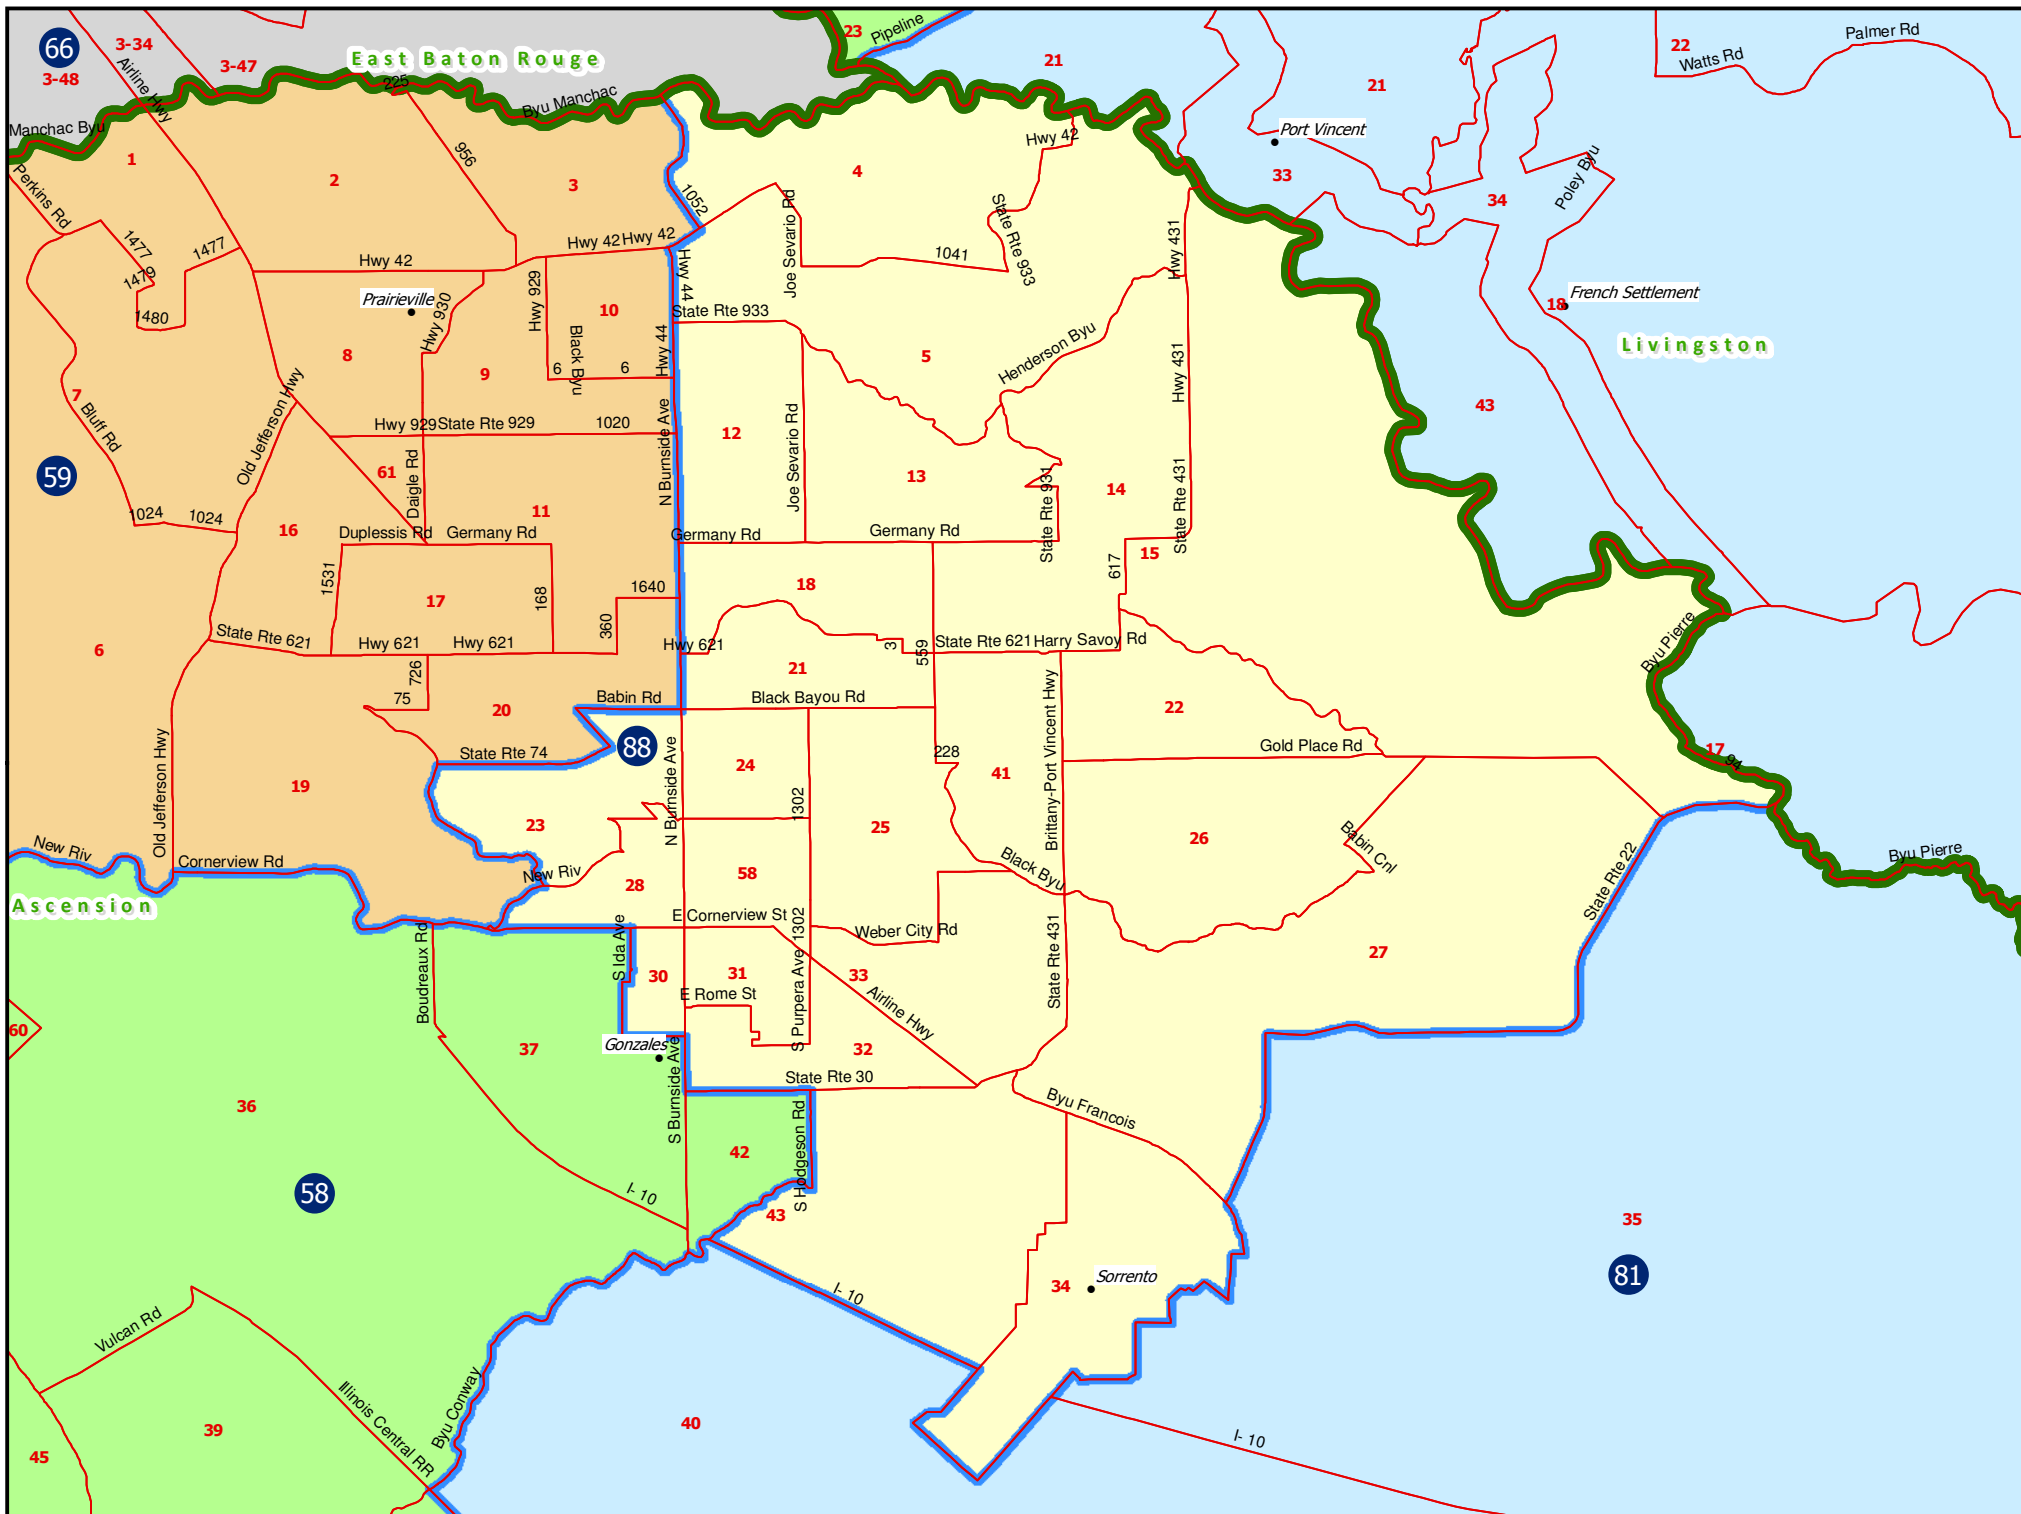 66
3-34
3-48
3-47
Airline Hwy
East Baton Rouge
225
Byu Manchac
23
Pipeline
21
21
22
Watts Rd
Palmer Rd
Manchac Byu
1
Perkins Rd
2
956
3
1052
4
Hwy 42
Port Vincent
33
34
Poley Byu
1477
1479
1477
1480
Hwy 42
Hwy 42
Hwy 42
Hwy 44
Joe Sevario Rd
1041
State Rte 933
Hwy 431
Prairieville
Hwy 930
Hwy 929
10
Black Byu
6
6
Hwy 44
State Rte 933
5
Henderson Byu
Hwy 431
18
French Settlement
Livingston
43
8
9
7
Bluff Rd
Old Jefferson Hwy
Hwy 929
State Rte 929
1020
N Burnside Ave
12
Joe Sevario Rd
13
State Rte 931
14
State Rte 431
59
61
Daigle Rd
11
1024
1024
16
Duplessis Rd
Germany Rd
Germany Rd
Germany Rd
15
617
1531
17
168
1640
360
18
6
State Rte 621
Hwy 621
Hwy 621
Hwy 621
3
559
State Rte 621
Harry Savoy Rd
21
Byu Pierre
726
75
20
Babin Rd
Black Bayou Rd
Brittany-Port Vincent Hwy
22
State Rte 74
88
N Burnside Ave
24
228
41
Gold Place Rd
17
94
19
Old Jefferson Hwy
23
1302
25
26
Babin Cnl
State Rte 22
New Riv
Cornerview Rd
New Riv
28
58
Black Byu
Byu Pierre
Ascension
Boudreaux Rd
S Ida Ave
E Cornerview St
1302
Weber City Rd
State Rte 431
27
30
31
33
E Rome St
S Purpera Ave
Airline Hwy
60
37
Gonzales
S Burnside Ave
32
State Rte 30
36
Byu Francois
S Burnside Ave
42
S Hodgeson Rd
58
I- 10
43
35
81
I- 10
34
Sorrento
Vulcan Rd
Illinois Central RR
Byu Conway
39
40
45
I- 10